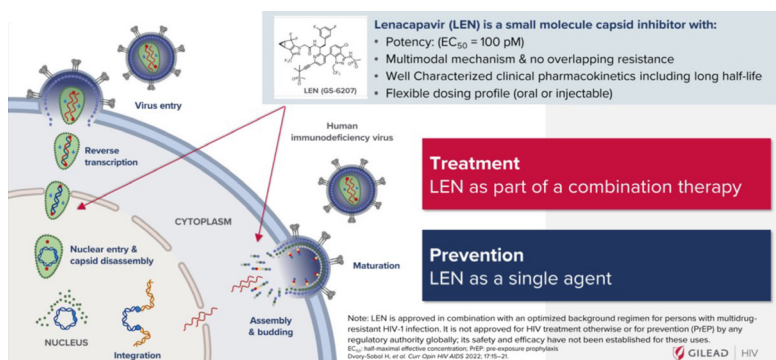 Lenacapavir (LEN) is a small molecule capsid inhibitor with:
• Potency: (EC50 = 100 pM)
• Multimodal mechanism & no overlapping resistance
• Well Characterized clinical pharmacokinetics including long half-life
• Flexible dosing profile (oral or injectable)
LEN (GS-6207)
Virus entry
Reverse
transcription
Human
immunodeficiency virus
CYTOPLASM
Nuclear entry &
capsid disassembly
Maturation
Assembly
& budding
NUCLEUS
Integration
Treatment
LEN as part of a combination therapy
Prevention
LEN as a single agent
Note: LEN is approved in combination with an optimized background regimen for persons with multidrug-
resistant HIV-1 infection. It is not approved for HIV treatment otherwise or for prevention (PrEP) by any
regulatory authority globally; its safety and efficacy have not been established for these uses.
EC50: half-maximal effective concentration; PrEP: pre-exposure prophylaxis
Dvory-Sobol H, et al. Curr Opin HIV AIDS 2022; 17:15–21.
GILEAD | HIV